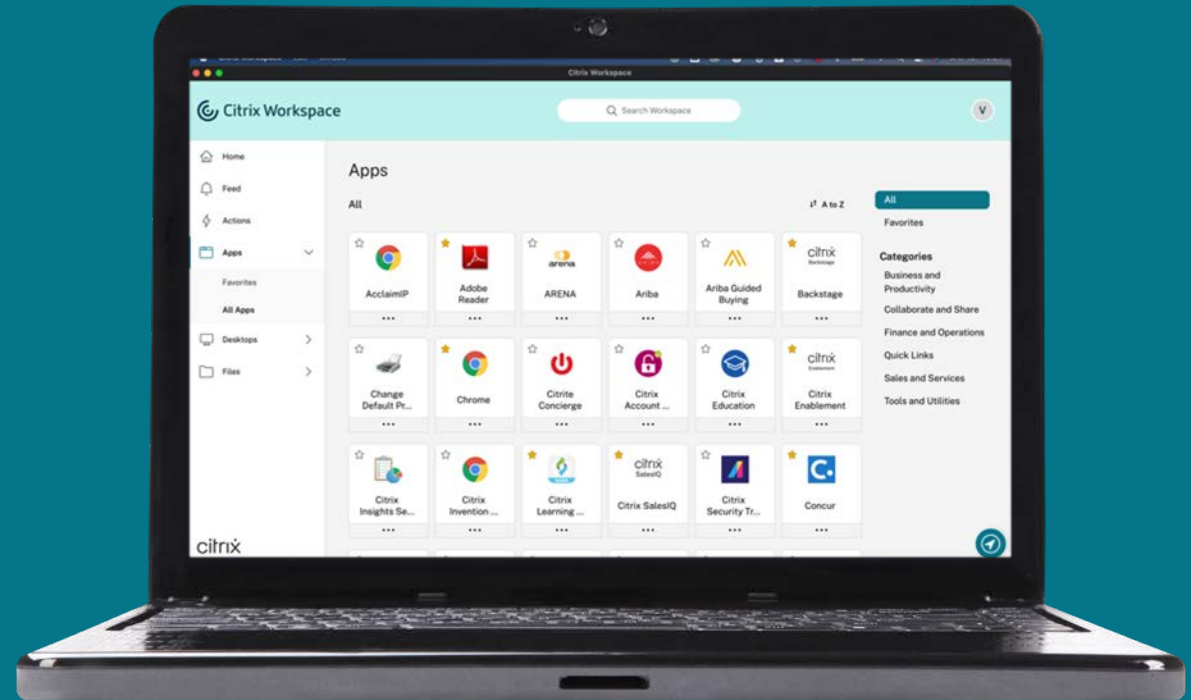 Citrix Workspace
Citrix Workspace
Search Workspace
V
Home
Feed
Actions
Apps
Favorites
All Apps
Desktops
Files
citrix
Apps
All
A to Z
AcclaimIP
Adobe
Reader
arena
ARENA
Ariba
Ariba Guided
Buying
citrix
Backstage
Backstage
Change
Default Pr...
Chrome
Citrite
Concierge
Citrix
Account ...
Citrix
Education
citrix
Enablement
Citrix
Enablement
Citrix
Insights Se...
Citrix
Invention ...
Citrix
Learning ...
citrix
SalesIQ
Citrix SalesIQ
Citrix
Security Tr...
C.
Concur
All
Favorites
Categories
Business and
Productivity
Collaborate and Share
Finance and Operations
Quick Links
Sales and Services
Tools and Utilities